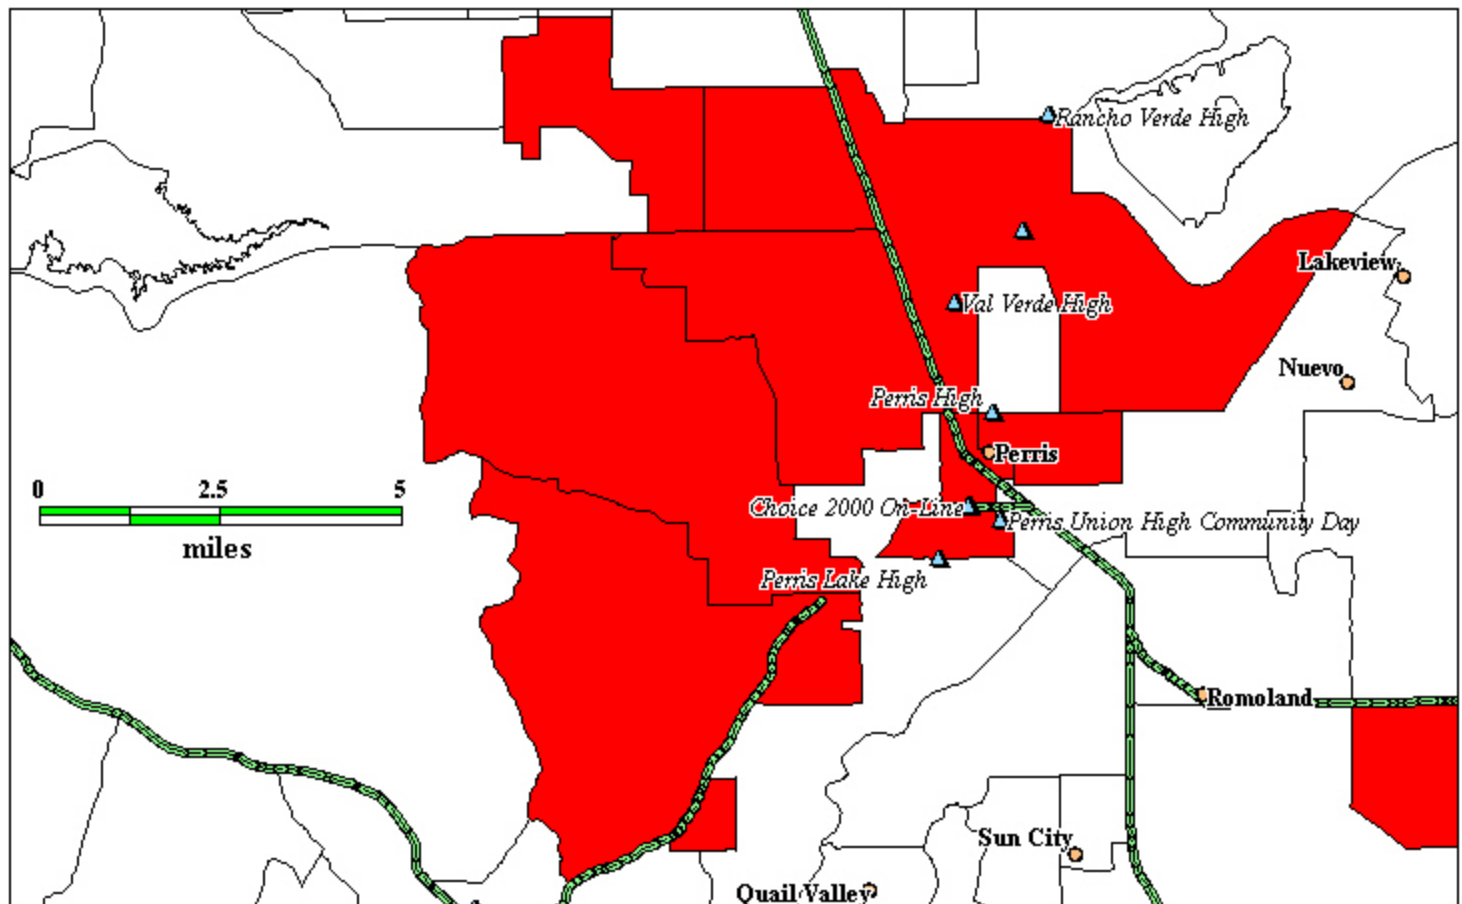 Rancho Verde High
Lakeview
Val Verde High
Nuevo
Perris High
Perris
0 2.5 5
miles
Choice 2000 On-Line
Perris Union High Community Day
Perris Lake High
Romoland
Sun City
Quail Valley